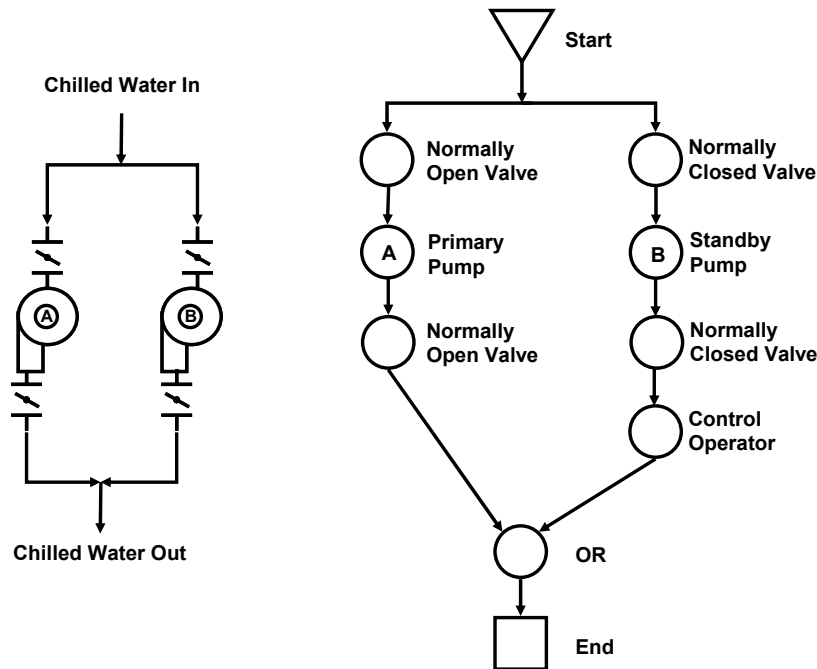 Chilled Water In
A
B
Chilled Water Out
Start
Normally
Open Valve
A
Primary
Pump
Normally
Open Valve
Normally
Closed Valve
B
Standby
Pump
Normally
Closed Valve
Control
Operator
OR
End